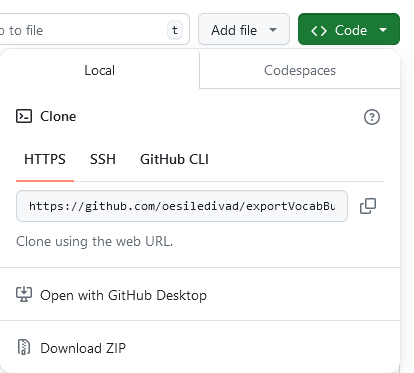 to file t Add file <> Code
Local Codespaces
Clone
HTTPS SSH GitHub CLI
https://github.com/oesiledivad/exportVocabBu
Clone using the web URL.
Open with GitHub Desktop
Download ZIP